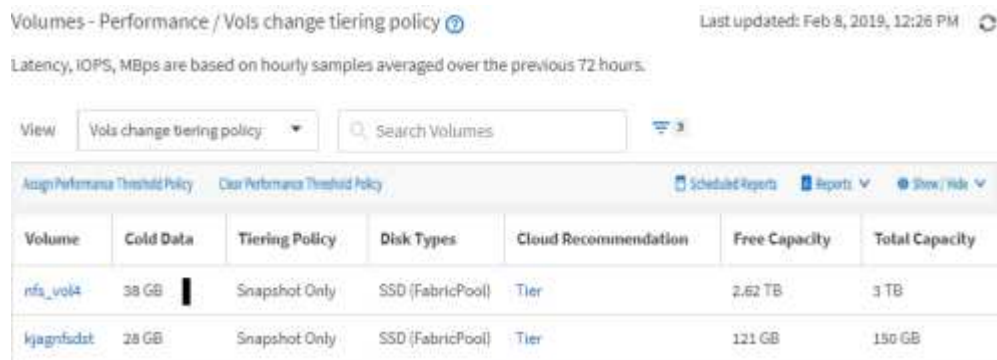 Volumes - Performance / Vols change tiering policy ? Last updated: Feb 8, 2019, 12:26 PM
Latency, IOPS, MBps are based on hourly samples averaged over the previous 72 hours.
View Vols change tiering policy Search Volumes 3
Assign Performance Threshold Policy Clear Performance Threshold Policy Scheduled Reports Reports Show / Hide
Volume Cold Data Tiering Policy Disk Types Cloud Recommendation Free Capacity Total Capacity
nfs_vol4 38 GB Snapshot Only SSD (FabricPool) Tier 2.62 TB 3 TB
kjagnfsdst 28 GB Snapshot Only SSD (FabricPool) Tier 121 GB 150 GB